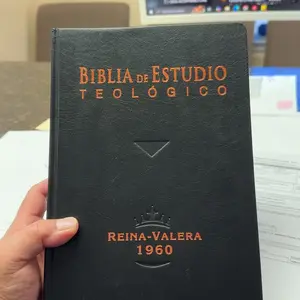 BIBLIA DE ESTUDIO
TEOLÓGICO
REINA-VALERA
1960